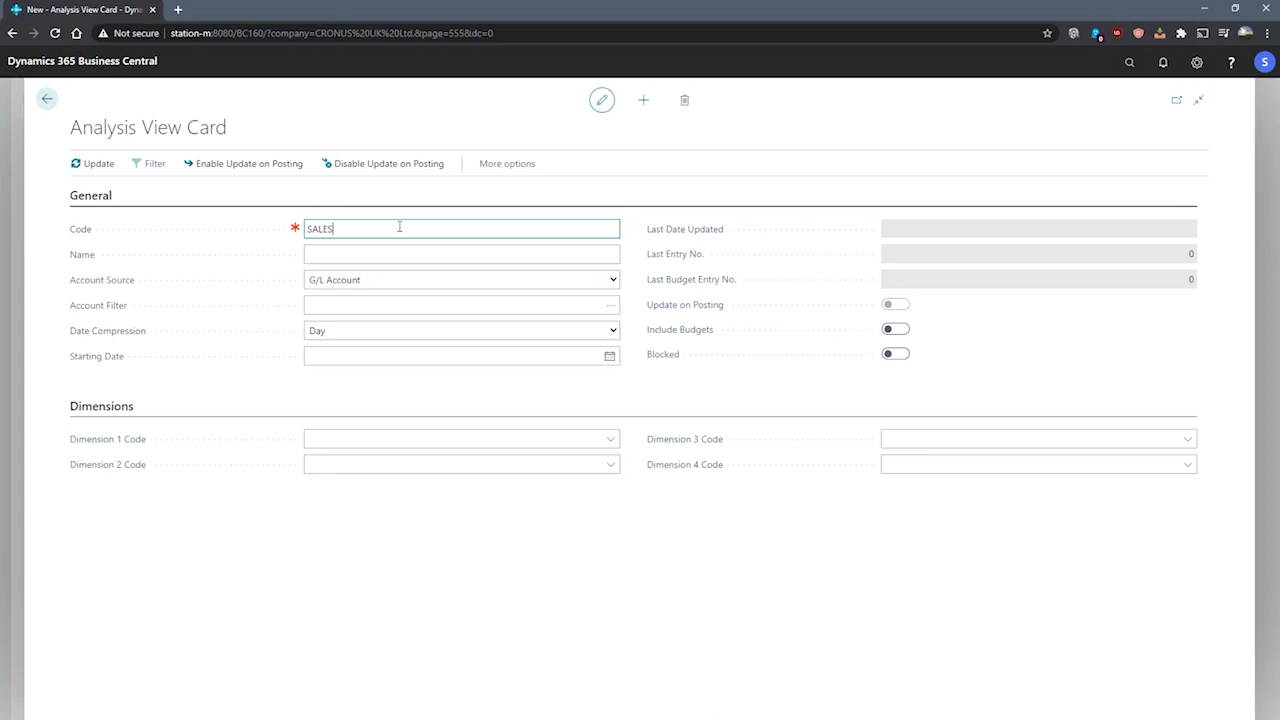 New - Analysis View Card - Dyna
Not secure station-m:8080/BC160/?company=CRONUS%20UK%20Ltd.&page=555&dc=0
Dynamics 365 Business Central
? S
Analysis View Card
Update Filter Enable Update on Posting Disable Update on Posting More options
General
Code * SALES Last Date Updated
Name Last Entry No. 0
Account Source G/L Account Last Budget Entry No. 0
Account Filter ... Update on Posting
Date Compression Day Include Budgets
Starting Date Blocked
Dimensions
Dimension 1 Code Dimension 3 Code
Dimension 2 Code Dimension 4 Code